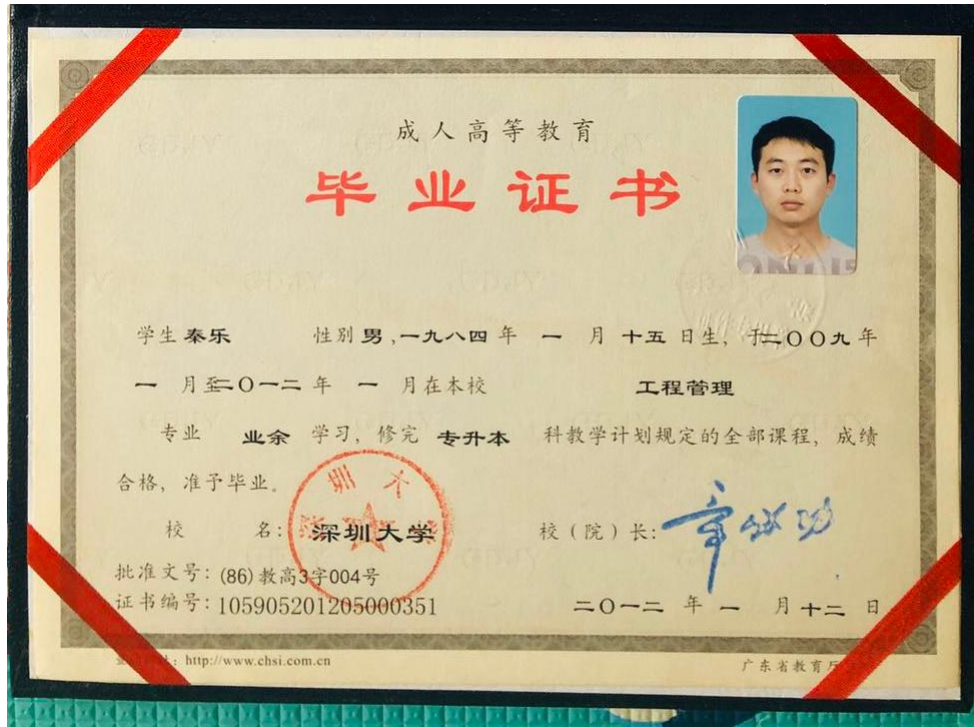 成人高等教育
毕业证书
学生 秦乐 性别 男,一九八四 年 一 月 十五 日生, 于二〇〇九 年
一 月至二〇一二 年 一 月在本校 工程管理
专业 业余 学习, 修完 专升本 科教学计划规定的全部课程, 成绩
合格, 准予毕业。
校 名: 深圳大学 校（院）长:
批准文号: (86)教高3字004号
证书编号: 105905201205000351 二〇一二 年 一 月 十二 日
http://www.chsi.com.cn 广东省教育厅